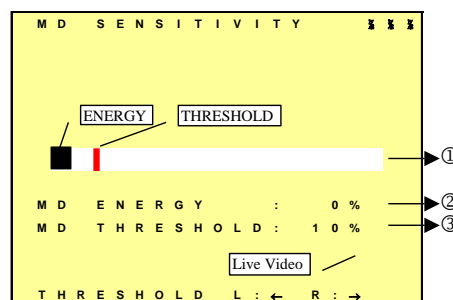 MD SENSITIVITY
ENERGY THRESHOLD
①
MD ENERGY : 0% ②
MD THRESHOLD: 10% ③
Live Video
THRESHOLD L:← R:→